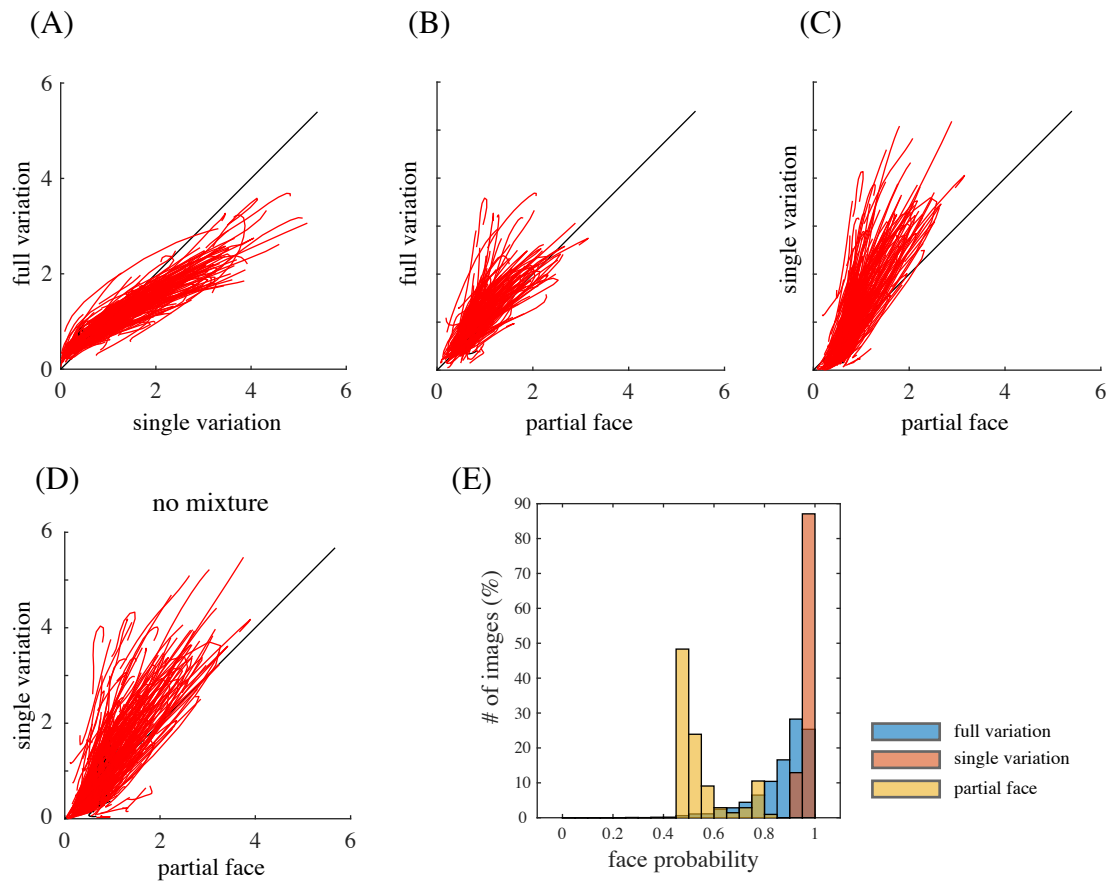 (A)
(B)
(C)
6
4
2
0
full variation
0 2 4 6
single variation
full variation
0 2 4 6
partial face
single variation
0 2 4 6
partial face
(D)
no mixture
6
4
2
0
single variation
0 2 4 6
partial face
(E)
90
80
70
60
50
40
30
20
10
0
# of images (%)
0 0.2 0.4 0.6 0.8 1
face probability
full variation
single variation
partial face